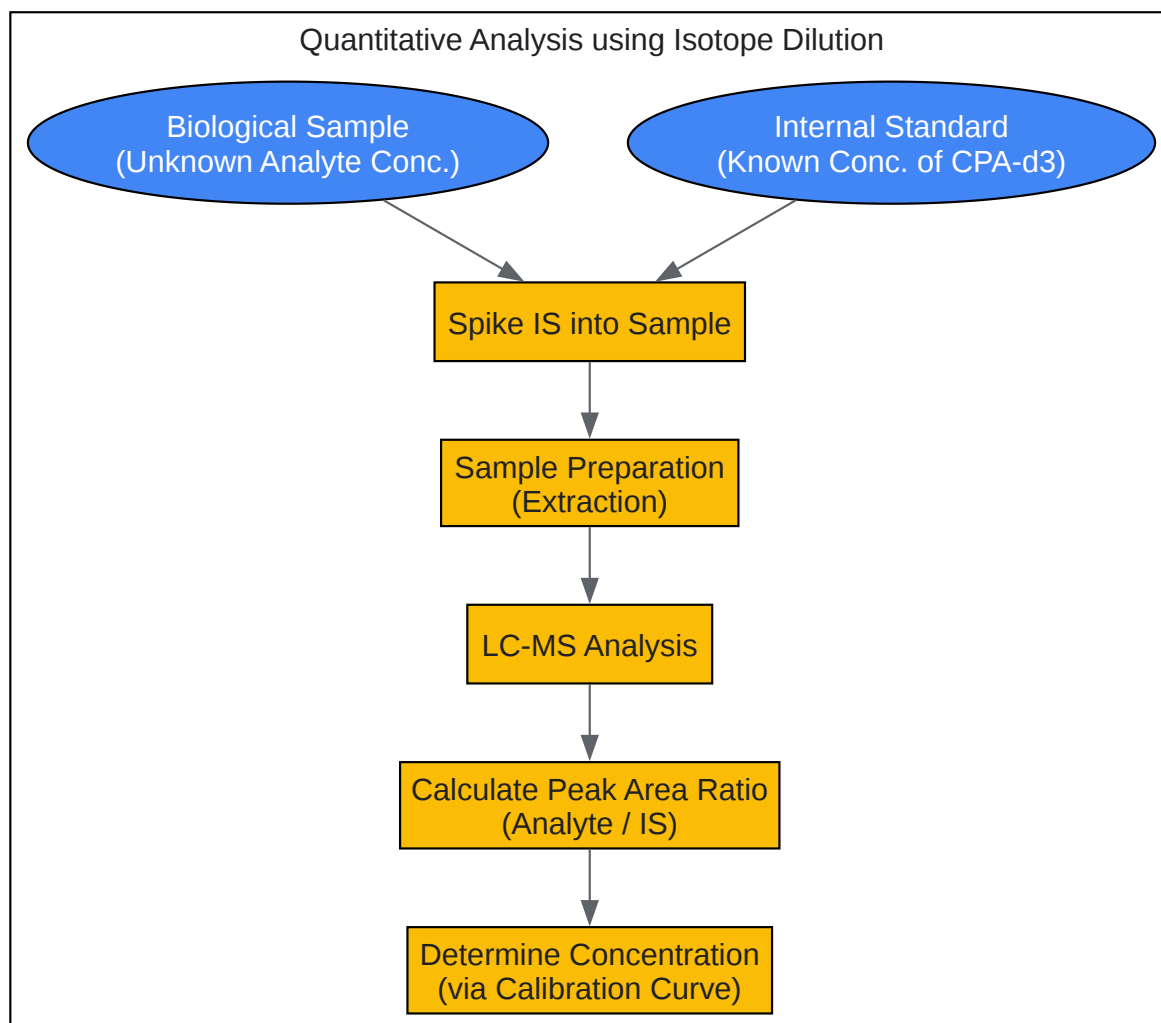 Quantitative Analysis using Isotope Dilution
Biological Sample
(Unknown Analyte Conc.)
Internal Standard
(Known Conc. of CPA-d3)
Spike IS into Sample
Sample Preparation
(Extraction)
LC-MS Analysis
Calculate Peak Area Ratio
(Analyte / IS)
Determine Concentration
(via Calibration Curve)